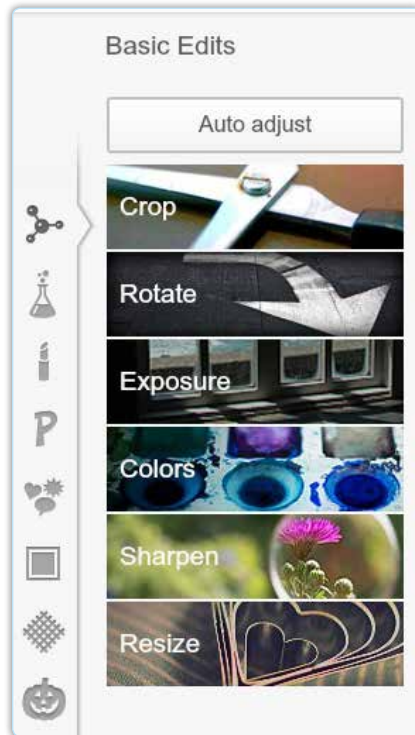 Basic Edits
Auto adjust
Crop
Rotate
Exposure
P
Colors
Sharpen
Resize